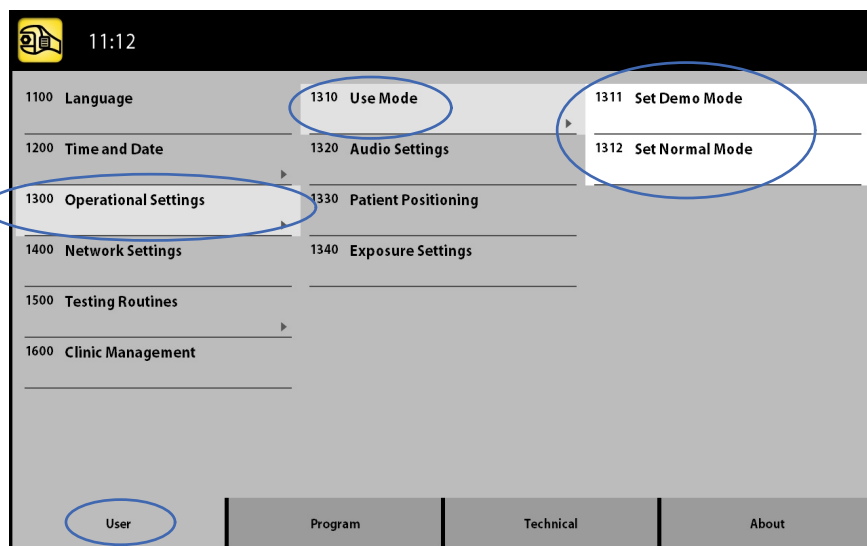 11:12
1100 Language
1200 Time and Date
1300 Operational Settings
1400 Network Settings
1500 Testing Routines
1600 Clinic Management
1310 Use Mode
1320 Audio Settings
1330 Patient Positioning
1340 Exposure Settings
1311 Set Demo Mode
1312 Set Normal Mode
User
Program
Technical
About